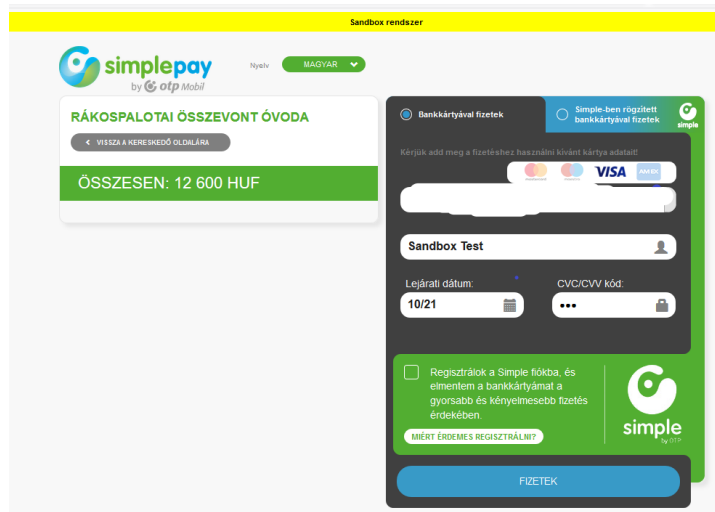 Sandbox rendszer
simplepay
by otp Mobil
Nyelv
MAGYAR
RÁKOSPALOTAI ÖSSZEVONT ÓVODA
VISSZA A KERESKEDŐ OLDALÁRA
ÖSSZESEN: 12 600 HUF
Bankkártyával fizetek
Simple-ben rögzített
bankkártyával fizetek
simple
Kérjük add meg a fizetéshez használni kívánt kártya adatait!
VISA
AMEX
Sandbox Test
Lejárati dátum:
CVC/CVV kód:
10/21
•••
Regisztrálok a Simple fiókba, és
elmentem a bankkártyámat a
gyorsabb és kényelmesebb fizetés
érdekében.
MIÉRT ÉRDEMES REGISZTRÁLNI?
simple
by OTP
FIZETEK